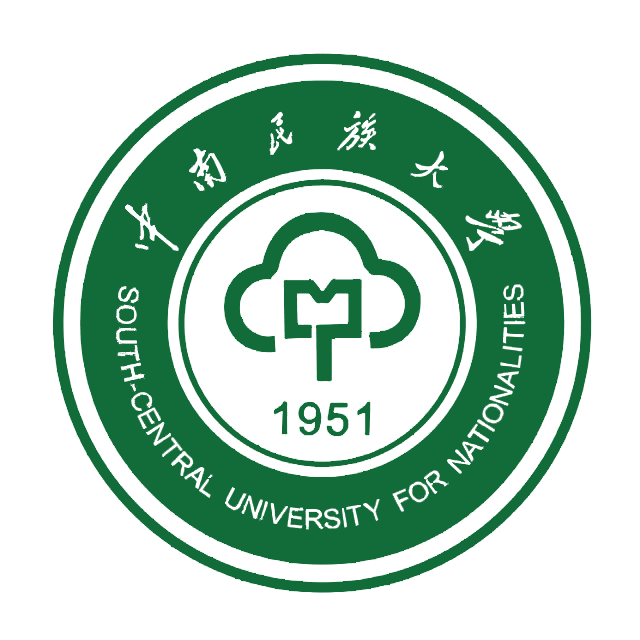 中南民族大学
1951
SOUTH-CENTRAL UNIVERSITY FOR NATIONALITIES